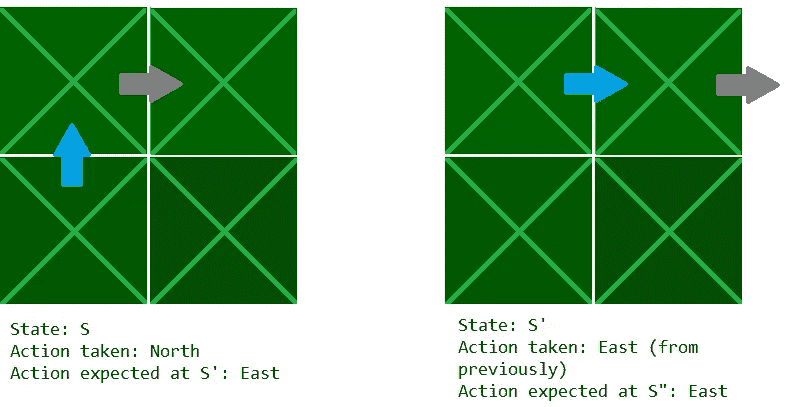 State: S
Action taken: North
Action expected at S': East
State: S'
Action taken: East (from
previously)
Action expected at S": East